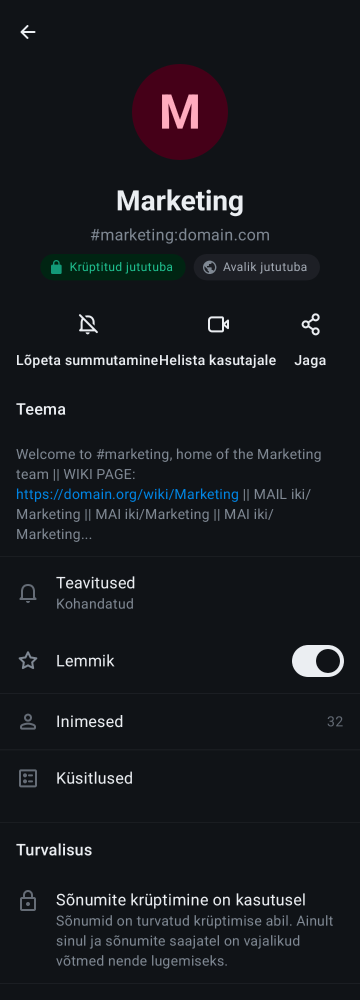 M
Marketing
#marketing:domain.com
Krüptitud jututuba
Avalik jututuba
Lõpeta summutamine
Helista kasutajale
Jaga
Teema
Welcome to #marketing, home of the Marketing
team || WIKI PAGE:
https://domain.org/wiki/Marketing || MAIL iki/
Marketing || MAI iki/Marketing || MAI iki/
Marketing...
Teavitused
Kohandatud
Lemmik
Inimesed
32
Küsitlused
Turvalisus
Sõnumite krüptimine on kasutusel
Sõnumid on turvatud krüptimise abil. Ainult
sinul ja sõnumite saajatel on vajalikud
võtmed nende lugemiseks.